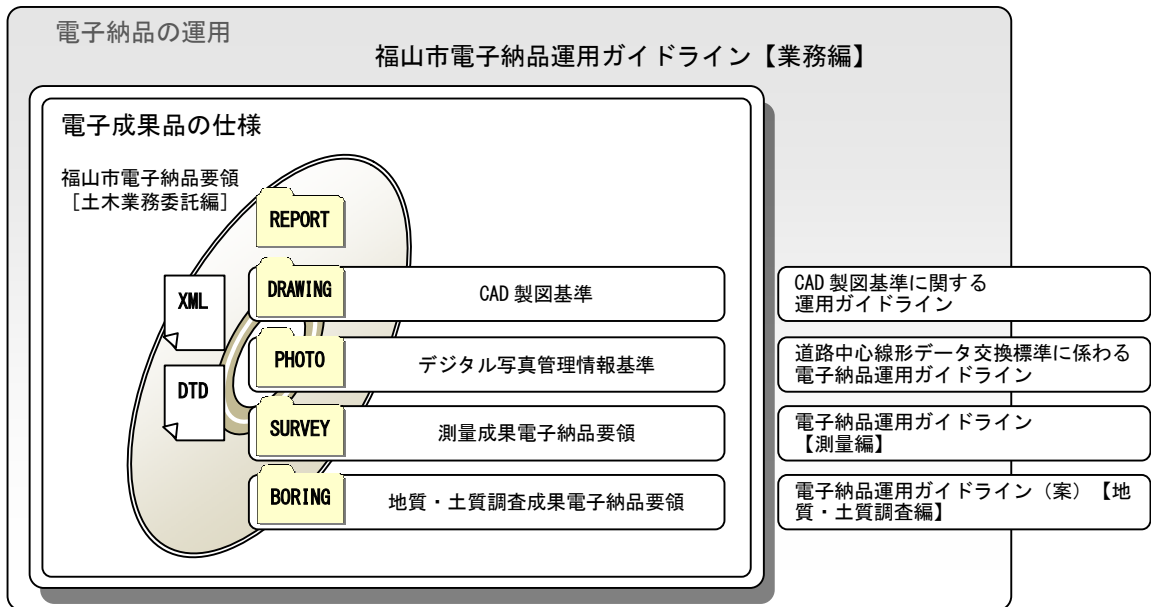 電子納品の運用
福山市電子納品運用ガイドライン【業務編】
電子成果品の仕様
福山市電子納品要領
［土木業務委託編］
REPORT
XML
DTD
DRAWING
CAD 製図基準
CAD 製図基準に関する
運用ガイドライン
PHOTO
デジタル写真管理情報基準
道路中心線形データ交換標準に係わる
電子納品運用ガイドライン
SURVEY
測量成果電子納品要領
電子納品運用ガイドライン
【測量編】
BORING
地質・土質調査成果電子納品要領
電子納品運用ガイドライン（案）【地
質・土質調査編】